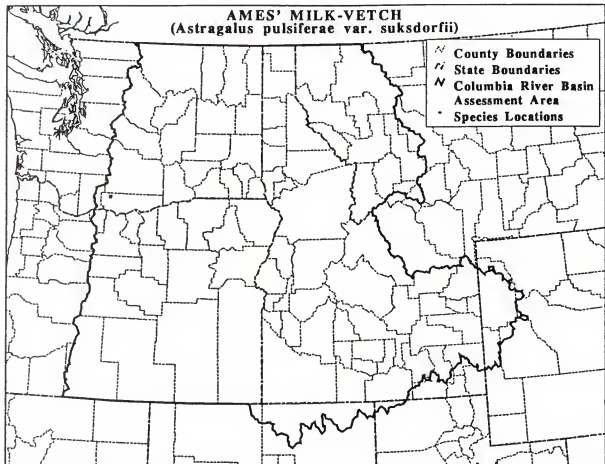 AMES' MILK-VETCH
(Astragalus pulsiferae var. suksdorfii)
County Boundaries
State Boundaries
Columbia River Basin
Assessment Area
Species Locations